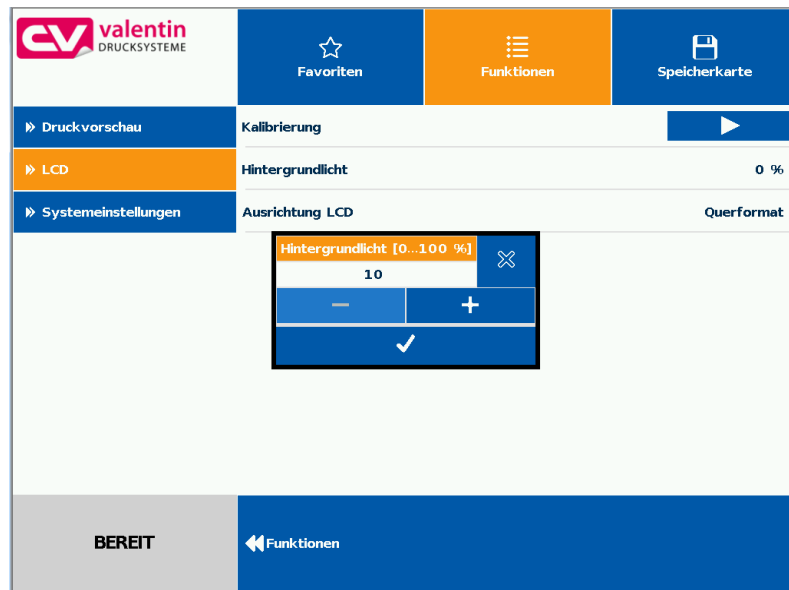 CV valentin
DRUCKSYSTEME
Favoriten
Funktionen
Speicherkarte
Druckvorschau
Kalibrierung
LCD
Hintergrundlicht
0 %
Systemeinstellungen
Ausrichtung LCD
Querformat
Hintergrundlicht [0...100 %]
10
BEREIT
Funktionen